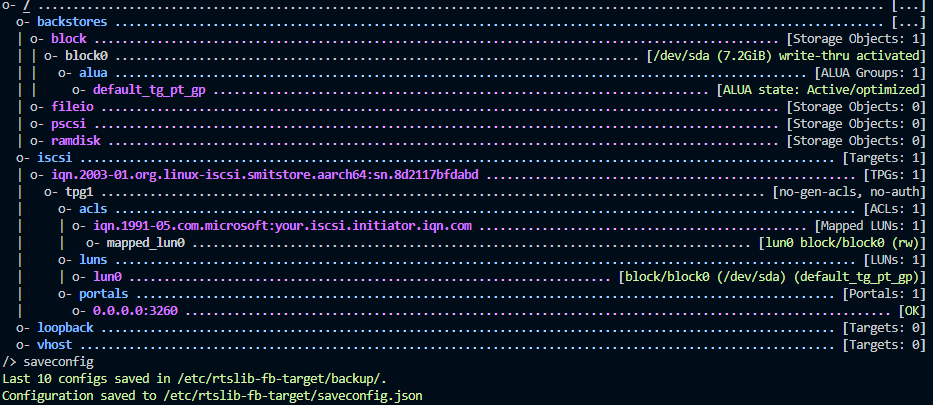 o- / ..................................................................................................................... [...]
  o- backstores .......................................................................................................... [...]
  | o- block .............................................................................................. [Storage Objects: 1]
  | | o- block0 ...................................................................... [/dev/sda (7.2GiB) write-thru activated]
  | |   o- alua ............................................................................................... [ALUA Groups: 1]
  | |     o- default_tg_pt_gp ................................................................... [ALUA state: Active/optimized]
  | o- fileio ............................................................................................. [Storage Objects: 0]
  | o- pscsi .............................................................................................. [Storage Objects: 0]
  | o- ramdisk ............................................................................................ [Storage Objects: 0]
  o- iscsi ........................................................................................................ [Targets: 1]
  | o- iqn.2003-01.org.linux-iscsi.smitstore.aarch64:sn.8d2117bfdabd ................................................. [TPGs: 1]
  |   o- tpg1 ........................................................................................... [no-gen-acls, no-auth]
  |     o- acls ...................................................................................................... [ACLs: 1]
  |     | o- iqn.1991-05.com.microsoft:your.iscsi.initiator.iqn.com ........................................... [Mapped LUNs: 1]
  |     |   o- mapped_lun0 ............................................................................. [lun0 block/block0 (rw)]
  |     o- luns ...................................................................................................... [LUNs: 1]
  |     | o- lun0 ................................................................. [block/block0 (/dev/sda) (default_tg_pt_gp)]
  |     o- portals ................................................................................................ [Portals: 1]
  |       o- 0.0.0.0:3260 ................................................................................................. [OK]
  o- loopback ..................................................................................................... [Targets: 0]
  o- vhost ........................................................................................................ [Targets: 0]
/> saveconfig
Last 10 configs saved in /etc/rtslib-fb-target/backup/.
Configuration saved to /etc/rtslib-fb-target/saveconfig.json